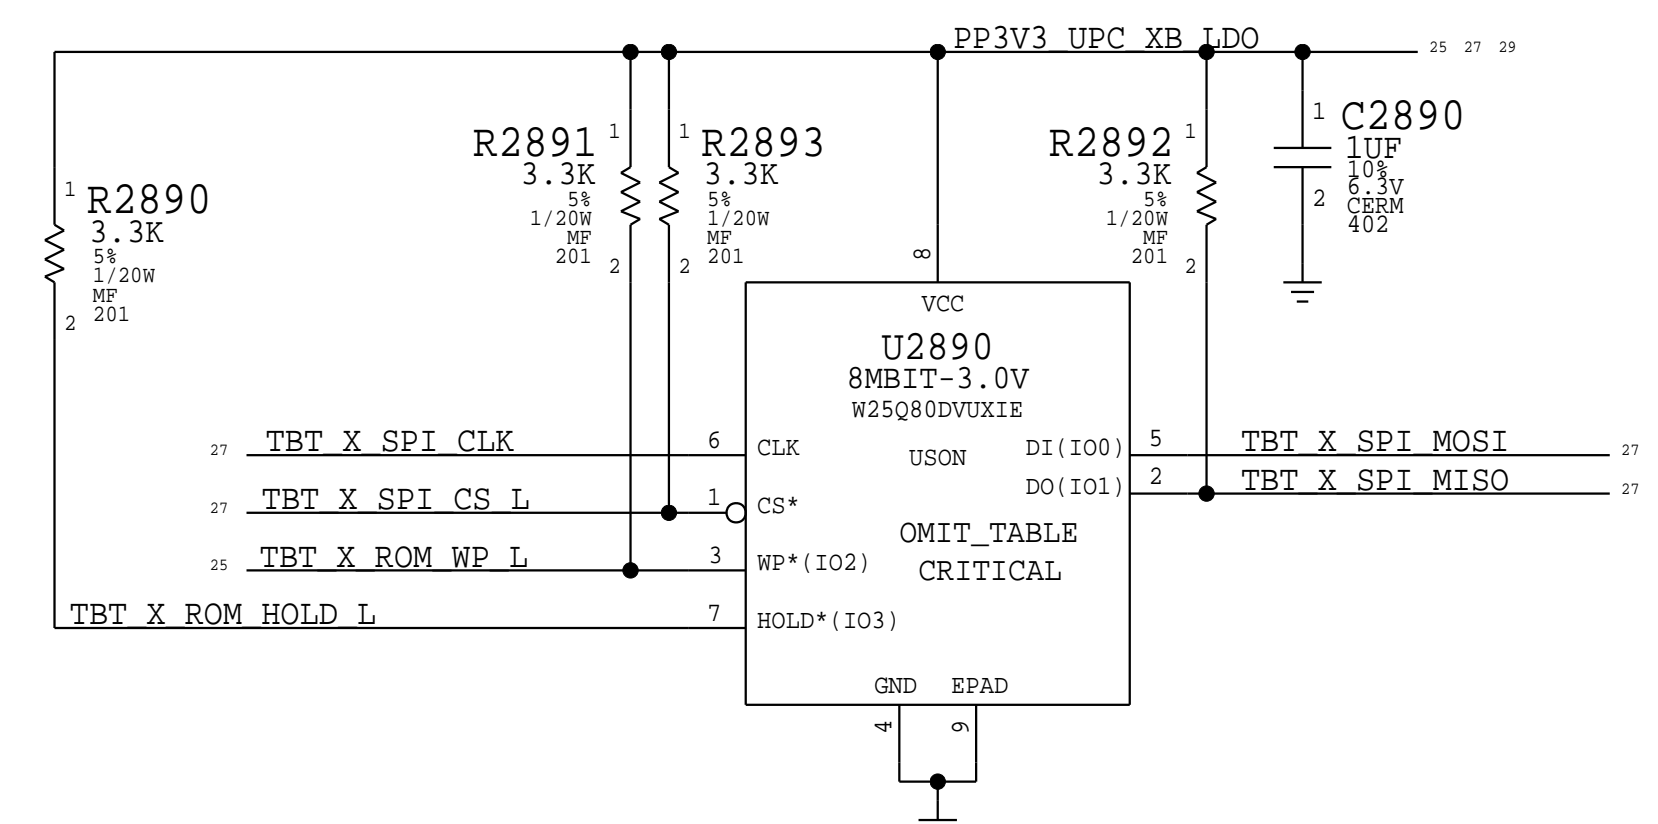 PP3V3_UPC_XB_LDO 25 27 29
1 R2890
3.3K
5%
1/20W
MF
201
2
R2891 1
3.3K
5%
1/20W
MF
201 2
1 R2893
3.3K
5%
1/20W
MF
2 201
R2892 1
3.3K
5%
1/20W
MF
201 2
1 C2890
1UF
10%
6.3V
2 CERM
402
8
VCC
U2890
8MBIT-3.0V
W25Q80DVUXIE
USON
OMIT_TABLE
CRITICAL
27 TBT_X_SPI_CLK 6 CLK
27 TBT_X_SPI_CS_L 1 CS*
25 TBT_X_ROM_WP_L 3 WP*(IO2)
TBT_X_ROM_HOLD_L 7 HOLD*(IO3)
DI(IO0) 5 TBT_X_SPI_MOSI 27
DO(IO1) 2 TBT_X_SPI_MISO 27
GND EPAD
4 9